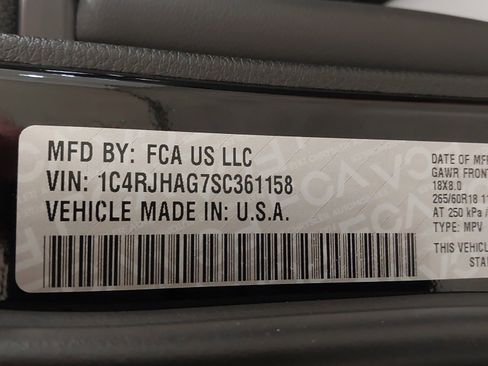 MFD BY: FCA US LLC
VIN: 1C4RJHAG7SC361158
VEHICLE MADE IN: U.S.A.
DATE OF M
GAWR FRONT
18X8.0
265/60R18 11
AT 250 kPa /
TYPE: MPV
THIS VEHICL
STAN